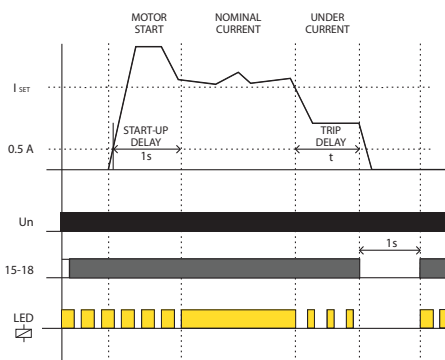 MOTOR
START
NOMINAL
CURRENT
UNDER
CURRENT
I SET
START-UP
DELAY
1s
TRIP
DELAY
t
0.5 A
Un
1s
15-18
LED